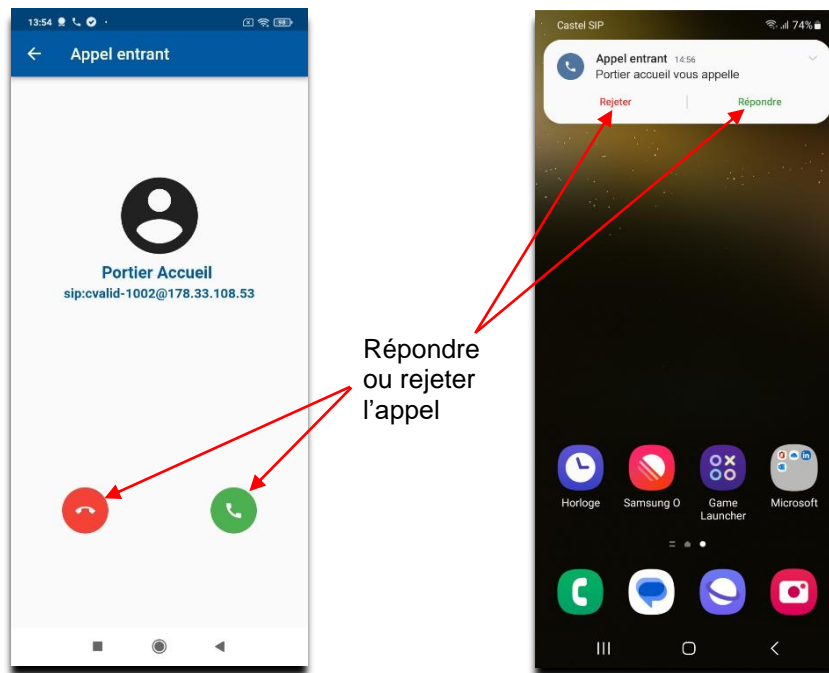 13:54
Appel entrant
Portier Accueil
sip:cvalid-1002@178.33.108.53
Répondre
ou rejeter
l’appel
Castel SIP
74%
Appel entrant 14:56
Portier accueil vous appelle
Rejeter
Répondre
Horloge
Samsung O
Game
Launcher
Microsoft